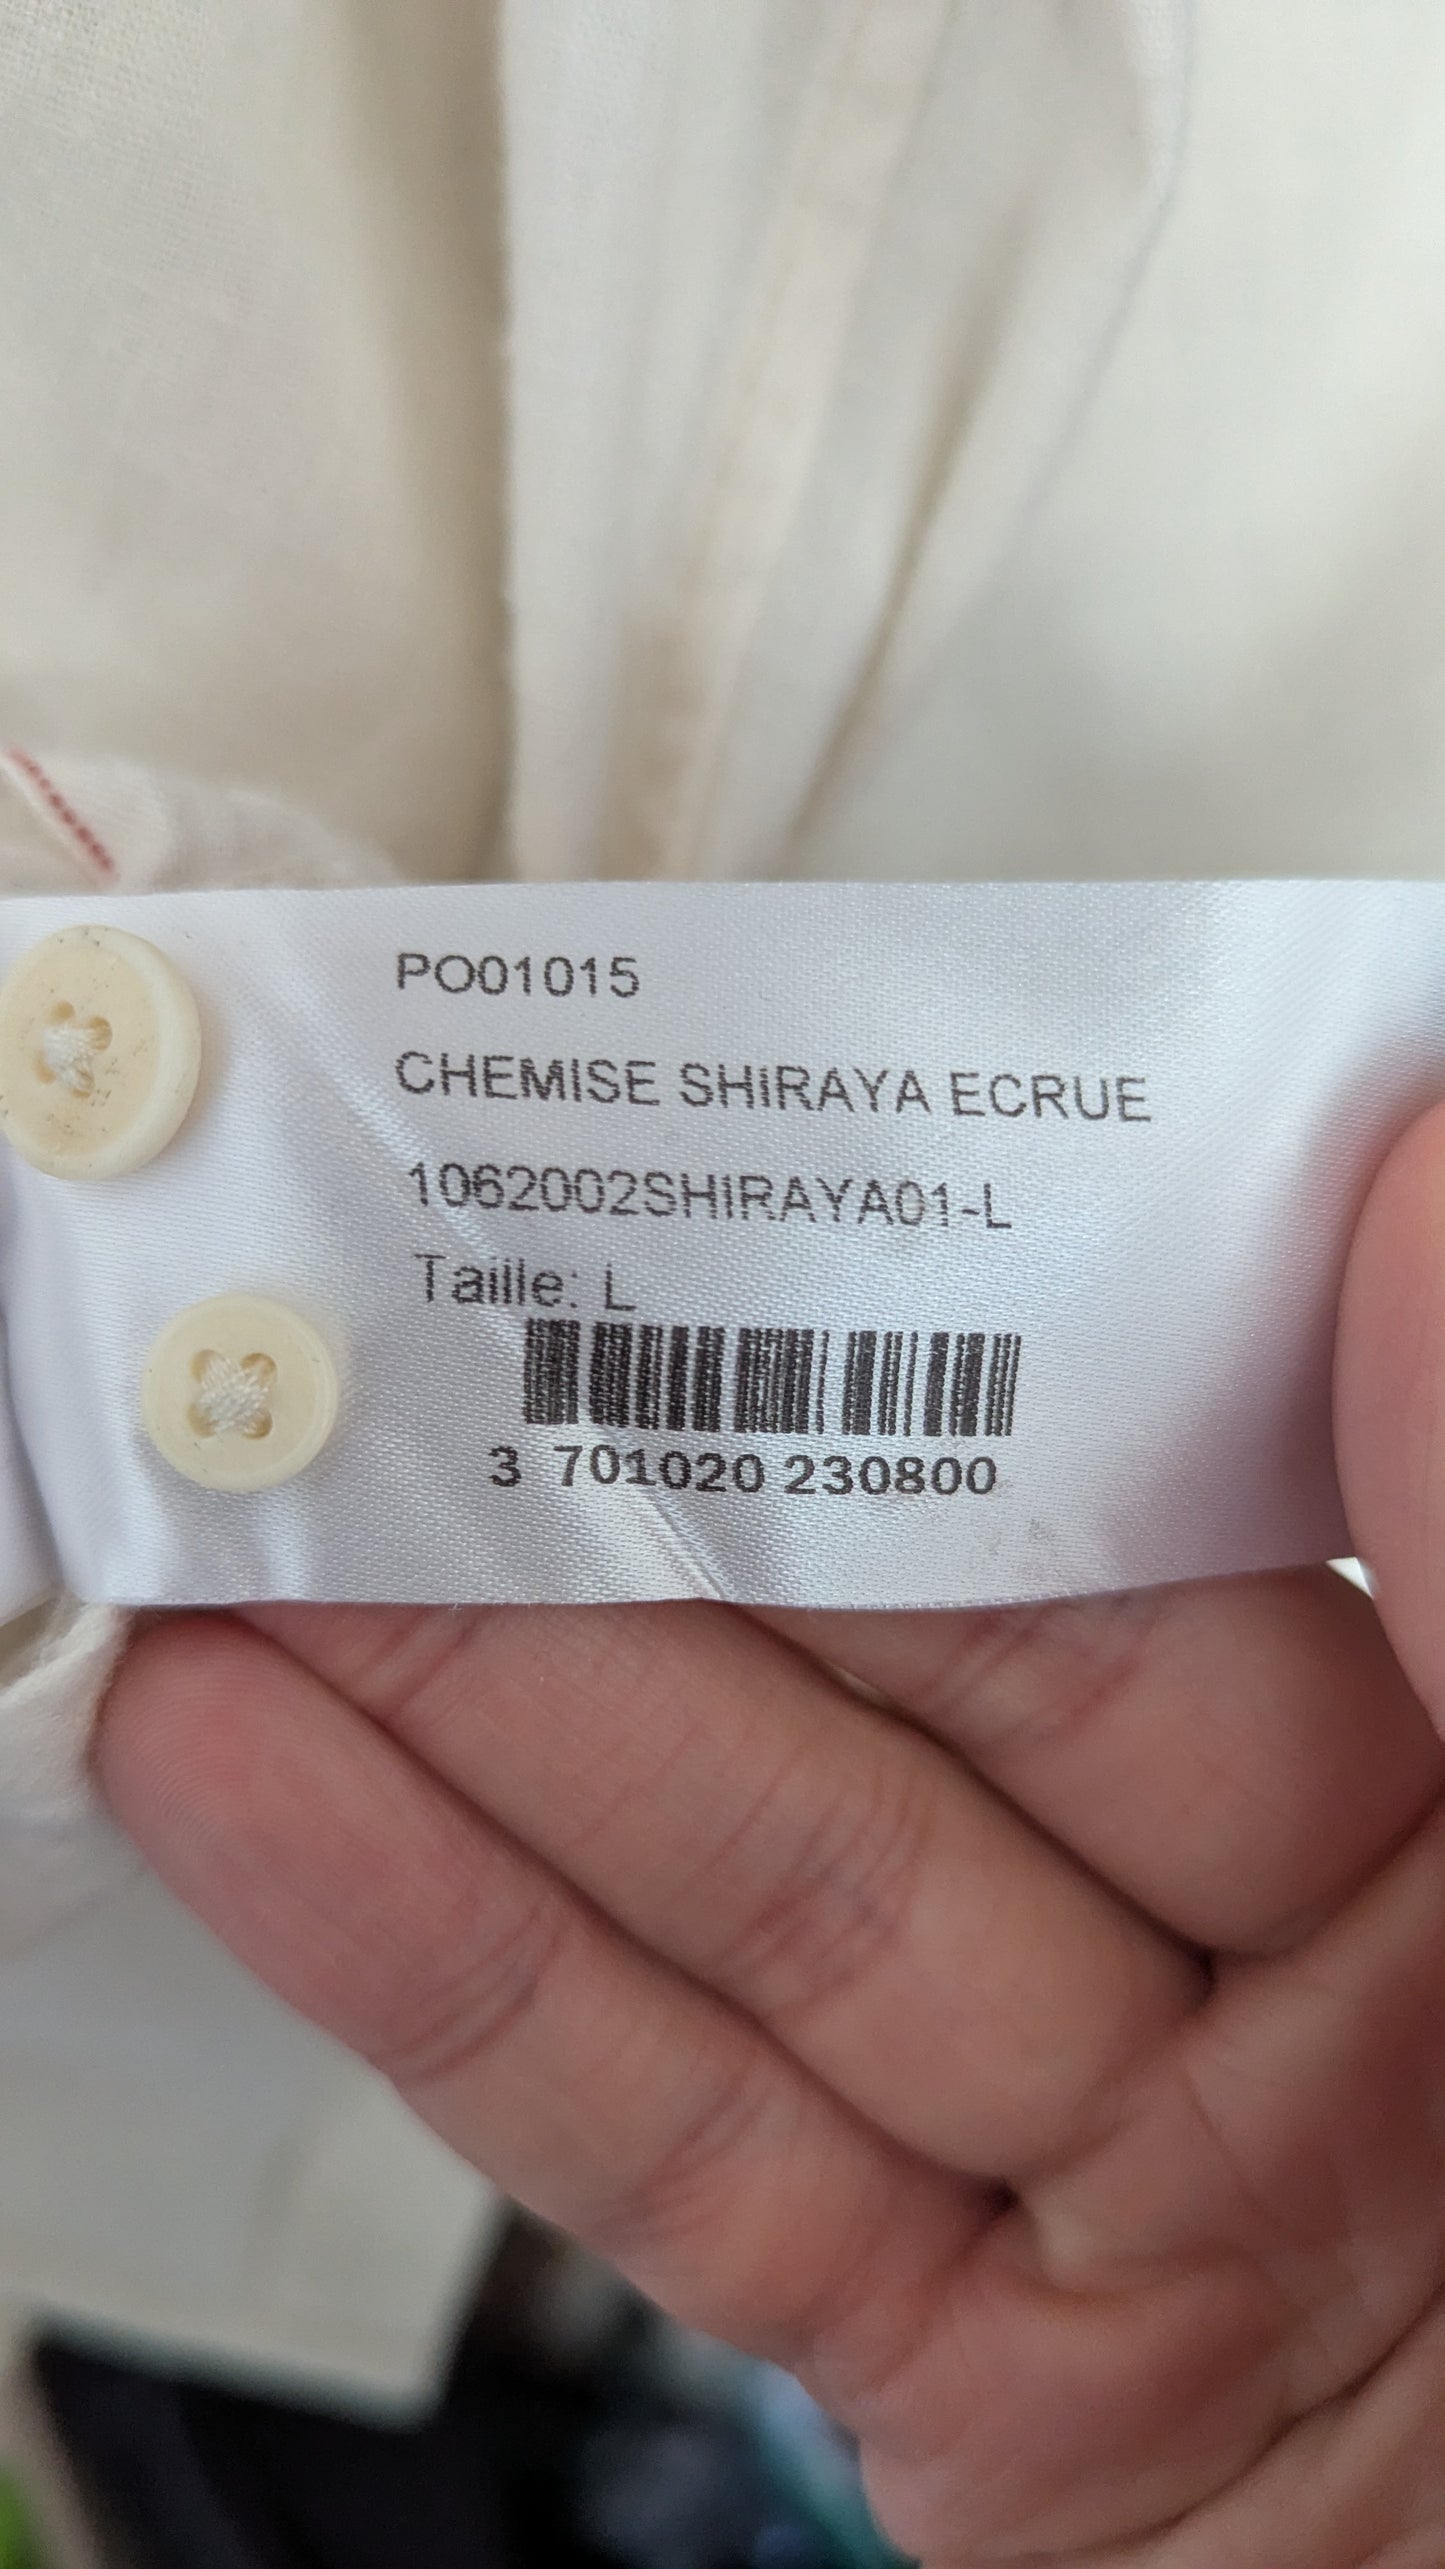 PO01015
CHEMISE SHIRAYA ECRUE
1062002SHIRAYA01-L
Taille: L
3 701020 230800